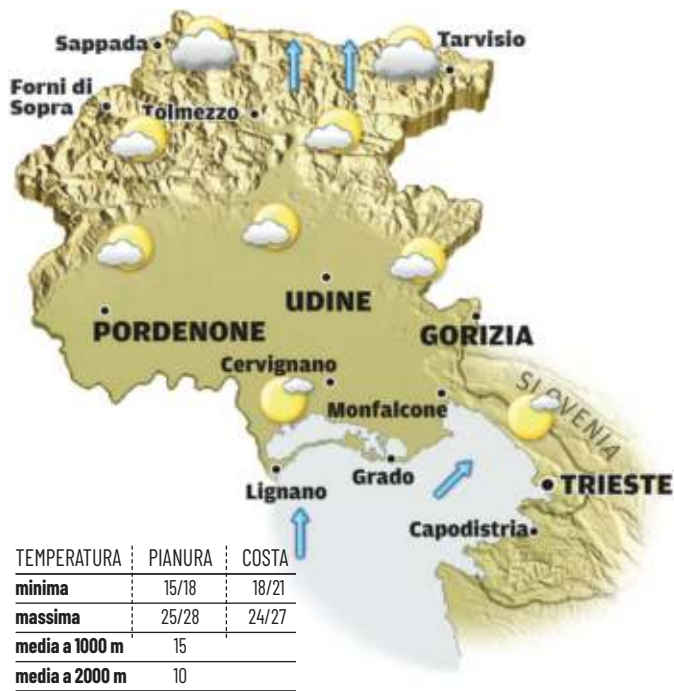 Sappada
Tarvisio
Forni di
Sopra
Tolmezzo
UDINE
PORDENONE
GORIZIA
Cervignano
SLOVENIA
Monfalcone
Grado
Lignano
TRIESTE
Capodistria
TEMPERATURA PIANURA COSTA
minima 15/18 18/21
massima 25/28 24/27
media a 1000 m 15
media a 2000 m 10